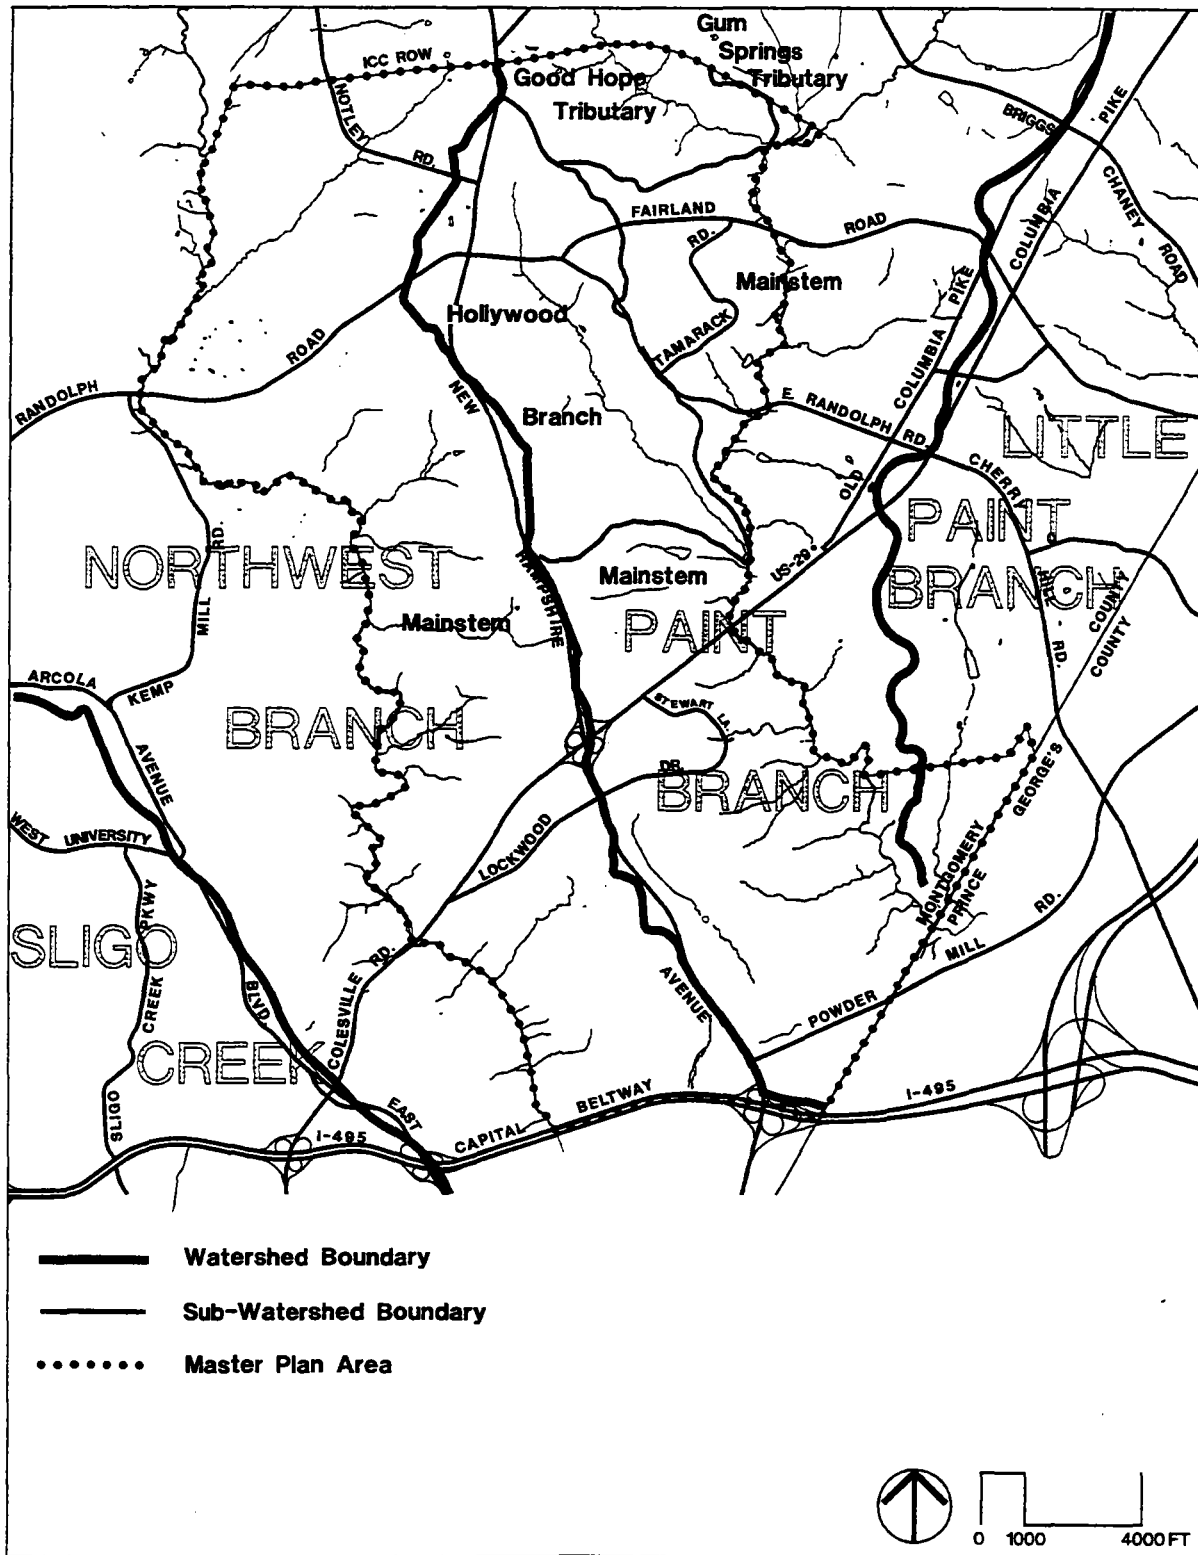 Gum
Springs
Tributary
ICC ROW
Good Hope
Tributary
NOTLEY
RD.
BRIGGS
CHANEY
ROAD
COLUMBIA
PIKE
FAIRLAND
ROAD
RD.
TAMARACK
Mainstem
OLD
COLUMBIA
PIKE
Hollywood
Branch
RANDOLPH
ROAD
NEW
HAMPSHIRE
AVENUE
E. RANDOLPH RD.
LITTLE
PAINT
BRANCH
CHERRY
HILL
RD.
NORTHWEST
BRANCH
Mainstem
KEMP
MILL
RD.
Mainstem
PAINT
BRANCH
US-29
COUNTY
COUNTY
MONTGOMERY
PRINCE
GEORGE'S
ARCOLA
AVENUE
STEWART LA.
LOCKWOOD
DR.
WEST
UNIVERSITY
BLVD.
EAST
SLIGO
CREEK
SLIGO
CREEK
PKWY
COLESVILLE RD.
POWDER
MILL
RD.
I-495
CAPITAL
BELTWAY
I-495
Watershed Boundary
Sub-Watershed Boundary
Master Plan Area
0 1000 4000 FT